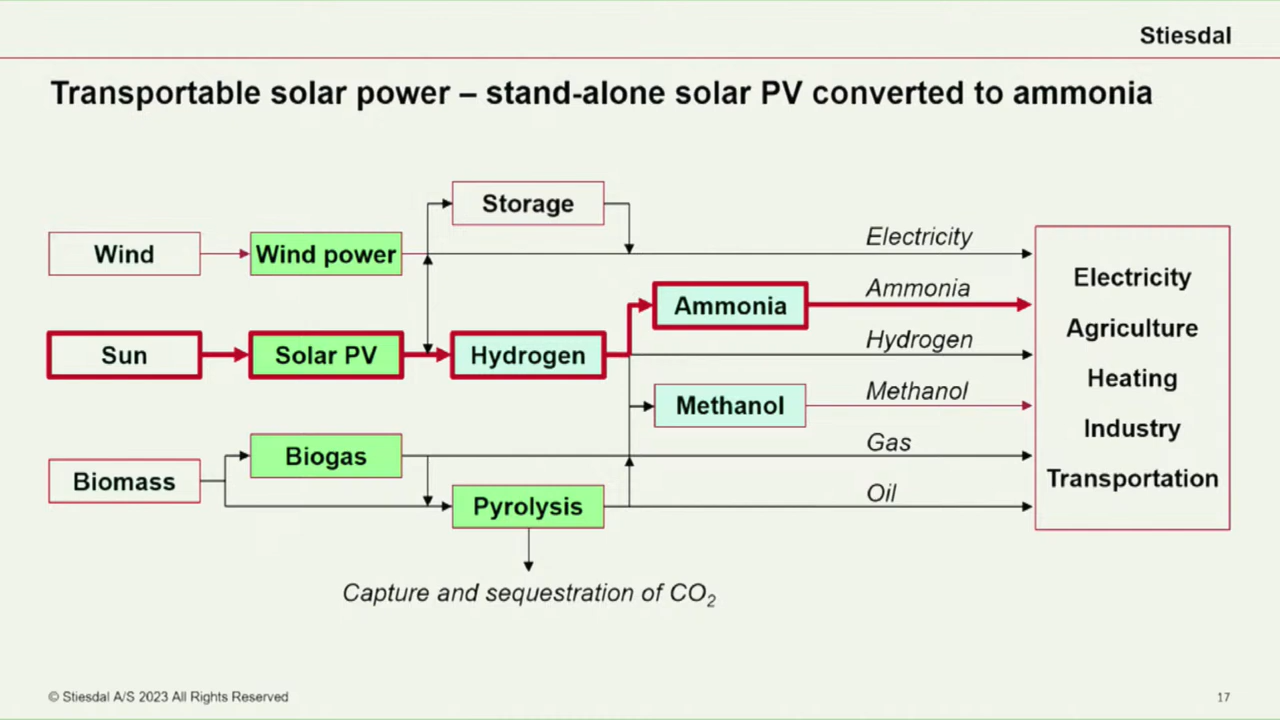 Stiesdal
Transportable solar power – stand-alone solar PV converted to ammonia
Storage
Wind
Wind power
Electricity
Ammonia
Ammonia
Sun
Solar PV
Hydrogen
Hydrogen
Methanol
Methanol
Biogas
Gas
Biomass
Pyrolysis
Oil
Electricity
Agriculture
Heating
Industry
Transportation
Capture and sequestration of CO₂
© Stiesdal A/S 2023 All Rights Reserved
17